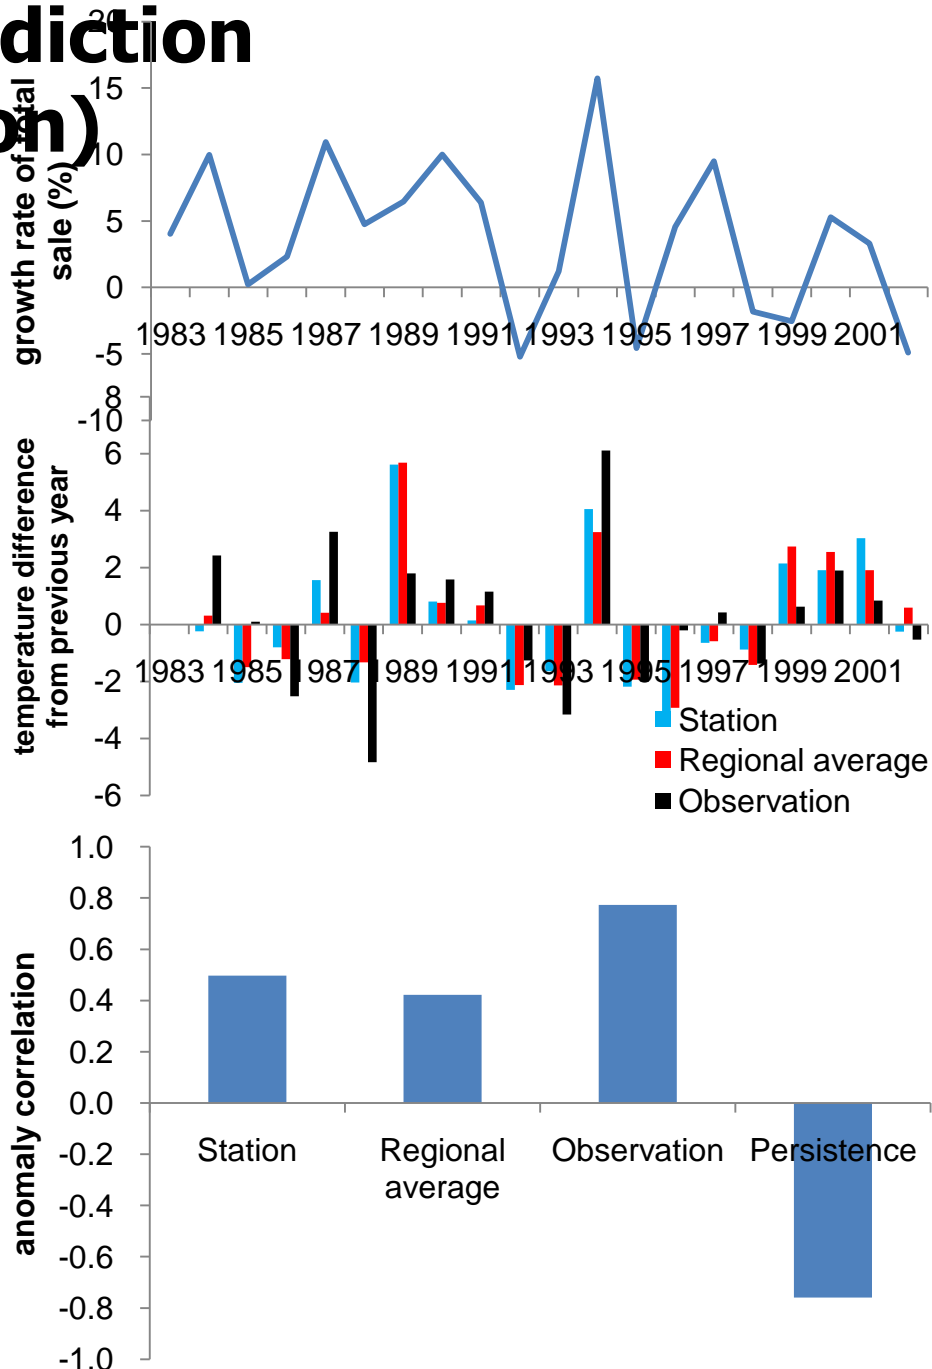 diction
on)
20
15
10
5
0
-5
-10
growth rate of total
sale (%)
1983 1985 1987 1989 1991 1993 1995 1997 1999 2001
8
6
4
2
0
-2
-4
-6
temperature difference
from previous year
1983 1985 1987 1989 1991 1993 1995 1997 1999 2001
Station
Regional average
Observation
1.0
0.8
0.6
0.4
0.2
0.0
-0.2
-0.4
-0.6
-0.8
-1.0
anomaly correlation
Station
Regional
average
Observation
Persistence